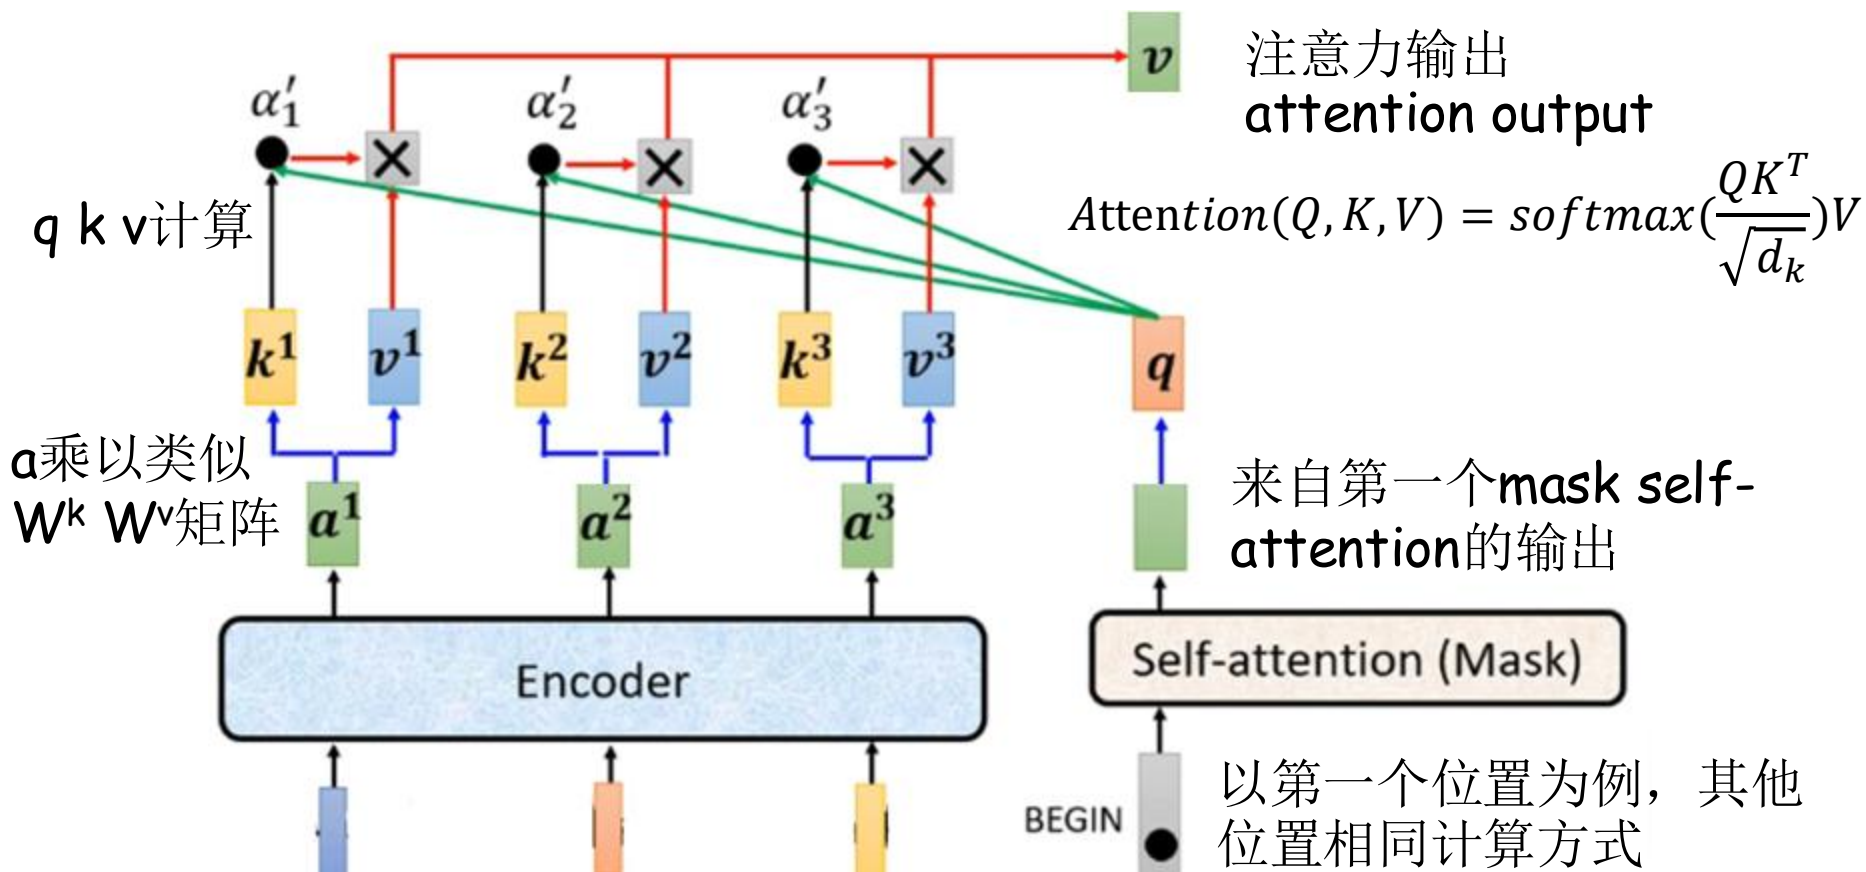 v
注意力输出
attention output
α′₁
α′₂
α′₃
Attention(Q, K, V) = softmax(QKᵀ/√dₖ)V
q k v计算
k¹
v¹
k²
v²
k³
v³
q
a乘以类似
Wᵏ Wᵛ矩阵
a¹
a²
a³
来自第一个mask self-
attention的输出
Encoder
Self-attention (Mask)
BEGIN
以第一个位置为例，其他
位置相同计算方式